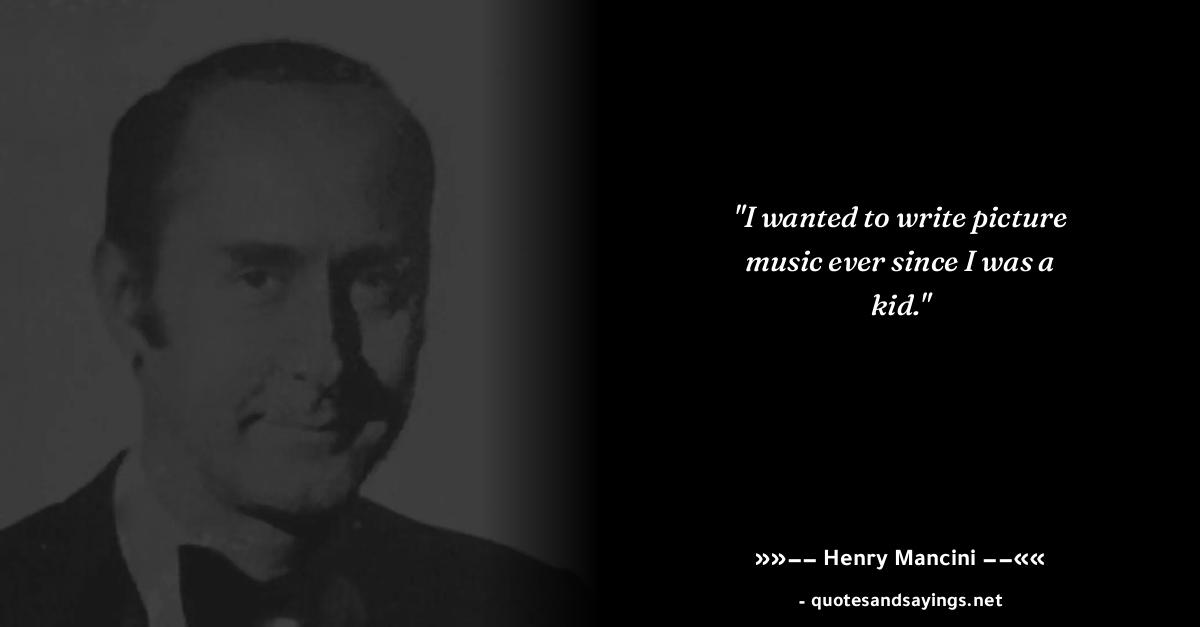 "I wanted to write picture
music ever since I was a
kid."
»»–– Henry Mancini ––««
- quotesandsayings.net